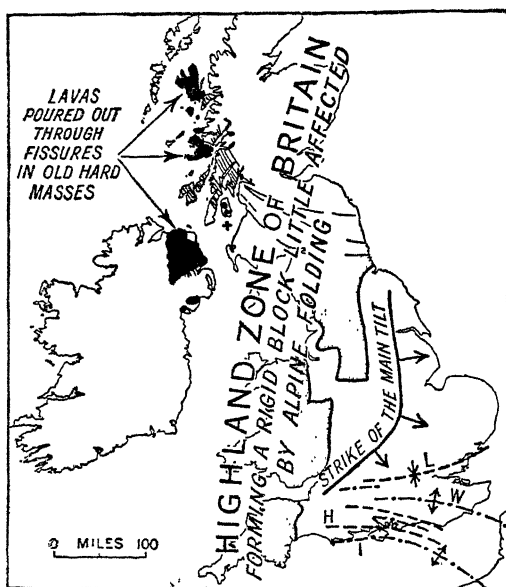 LAVAS
POURED OUT
THROUGH
FISSURES
IN OLD HARD
MASSES
HIGHLAND ZONE OF BRITAIN
FORMING A RIGID BLOCK LITTLE AFFECTED
BY ALPINE FOLDING
STRIKE OF THE MAIN TILT
L
W
H
I
0 MILES 100